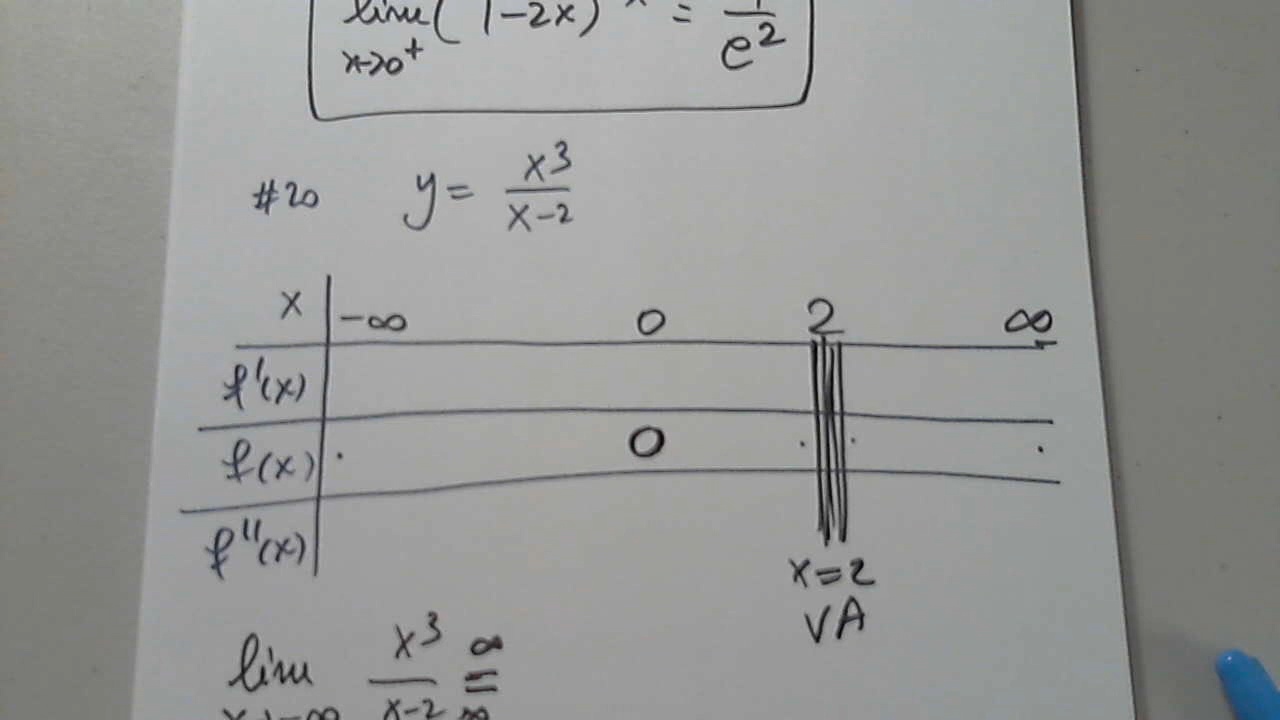 lim (1-2x) = 1/e²
x→0⁺
#20 y = x³/(x-2)
x -∞ 0 2 ∞
f'(x)
f(x) 0
f''(x)
x=2
VA
lim x³/(x-2) = ∞/∞
x→-∞